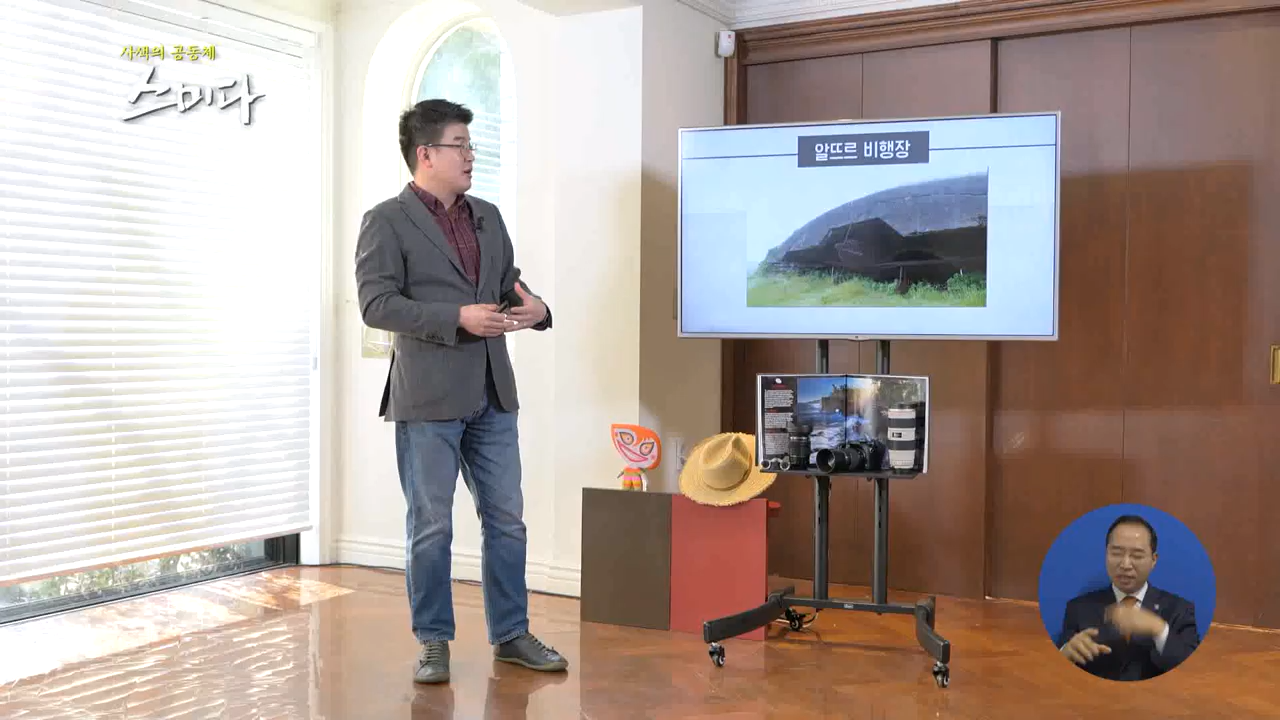 사색의 공동체
스미다
알뜨르 비행장